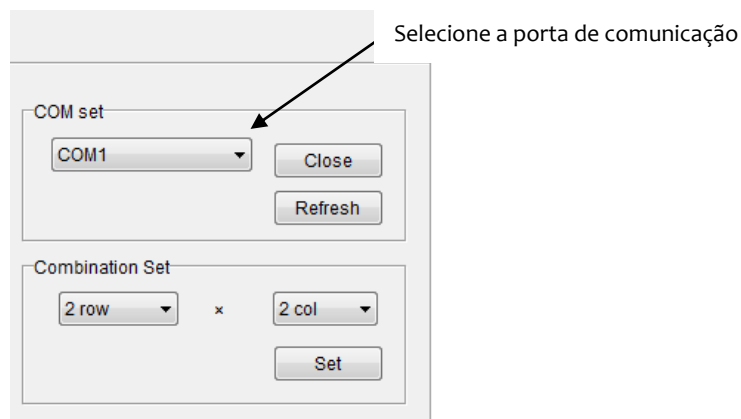 Selecione a porta de comunicação
COM set
COM1
Close
Refresh
Combination Set
2 row
×
2 col
Set